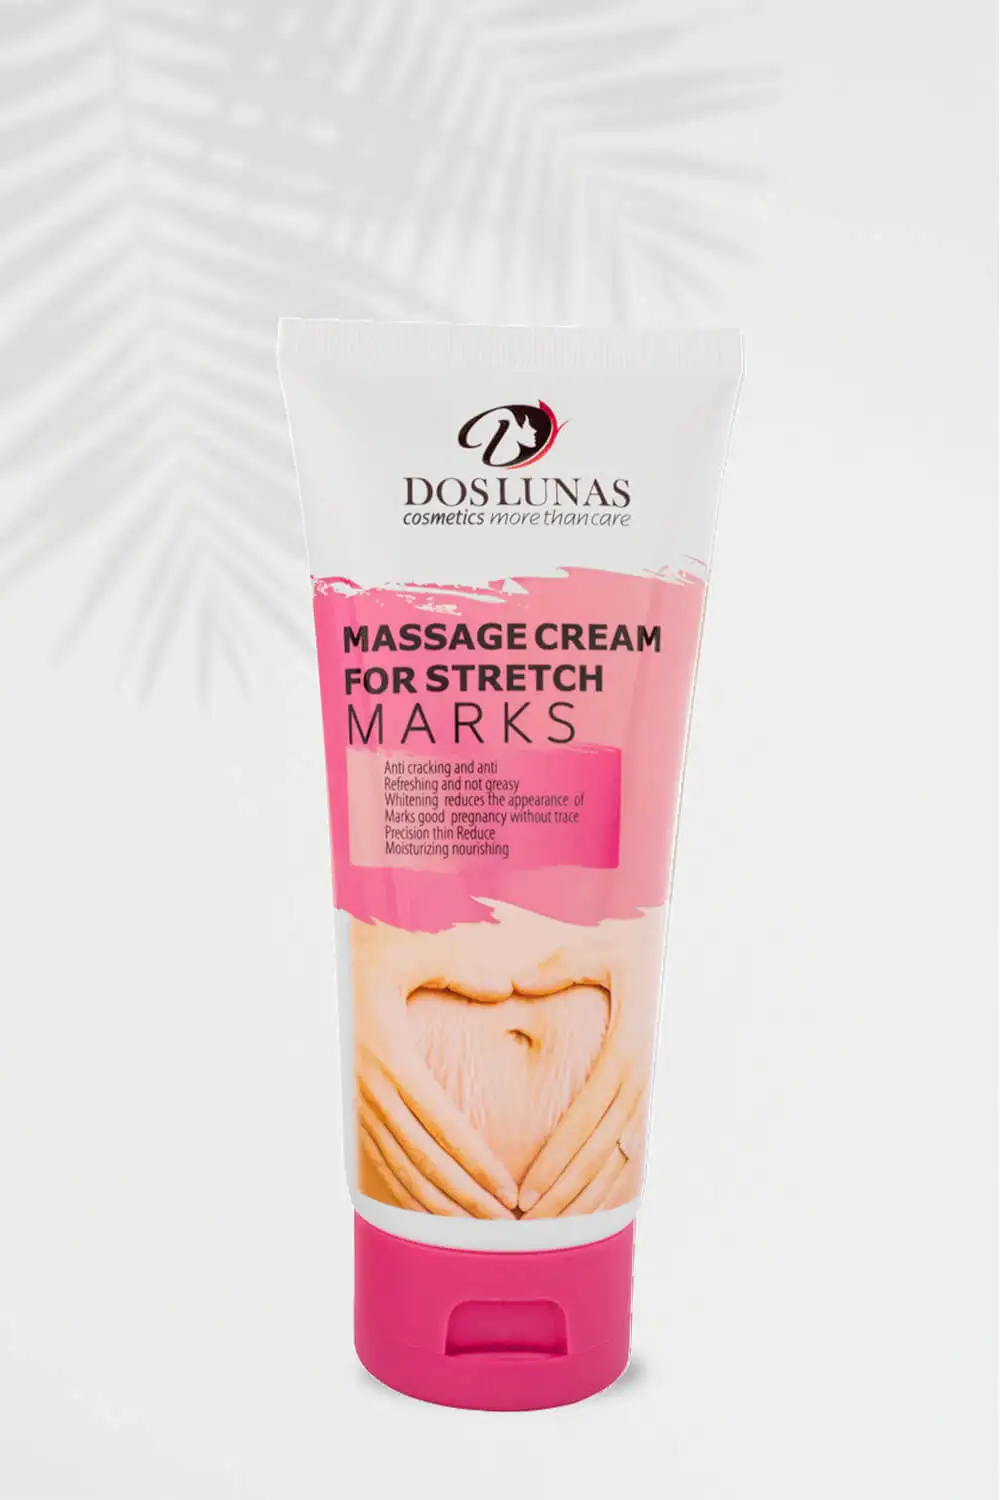 DOS LUNAS
cosmetics more than care
MASSAGE CREAM
FOR STRETCH
MARKS
Anti cracking and anti
Refreshing and not greasy
Whitening reduces the appearance of
Marks good pregnancy without trace
Precision thin Reduce
Moisturizing nourishing